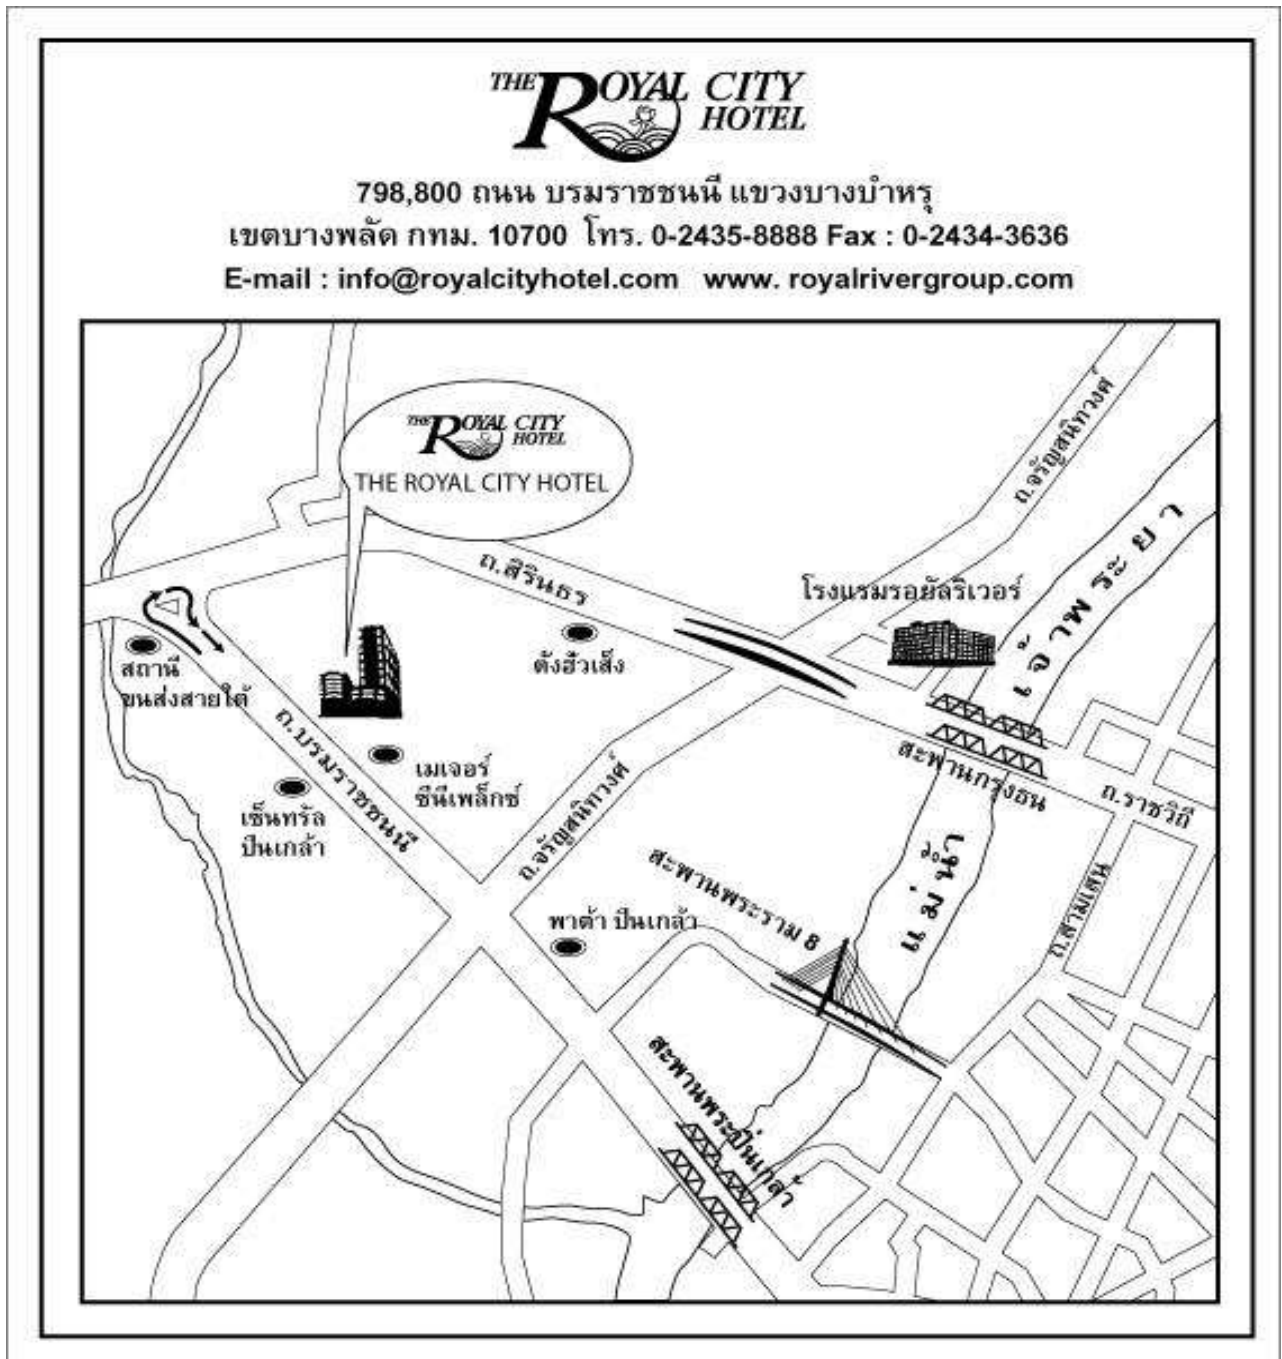 THE ROYAL CITY
HOTEL
798,800 ถนน บรมราชชนนี แขวงบางบำหรุ
เขตบางพลัด กทม. 10700 โทร. 0-2435-8888 Fax : 0-2434-3636
E-mail : info@royalcityhotel.com www. royalrivergroup.com
THE ROYAL CITY
HOTEL
THE ROYAL CITY HOTEL
ถ.จรัญสนิทวงศ์
ถ.สิรินธร
โรงแรมรอยัลริเวอร์
เจ้าพระยา
ตั้งฮั่วเส็ง
สถานี
ขนส่งสายใต้
ถ.บรมราชชนนี
เมเจอร์
ซีนีเพล็กซ์
เซ็นทรัล
ปิ่นเกล้า
ถ.จรัญสนิทวงศ์
สะพานกรุงธน
ถ.ราชวิถี
แม่น้ำ
สะพานพระราม 8
ถ.สามเสน
พาต้า ปิ่นเกล้า
สะพานพระปิ่นเกล้า